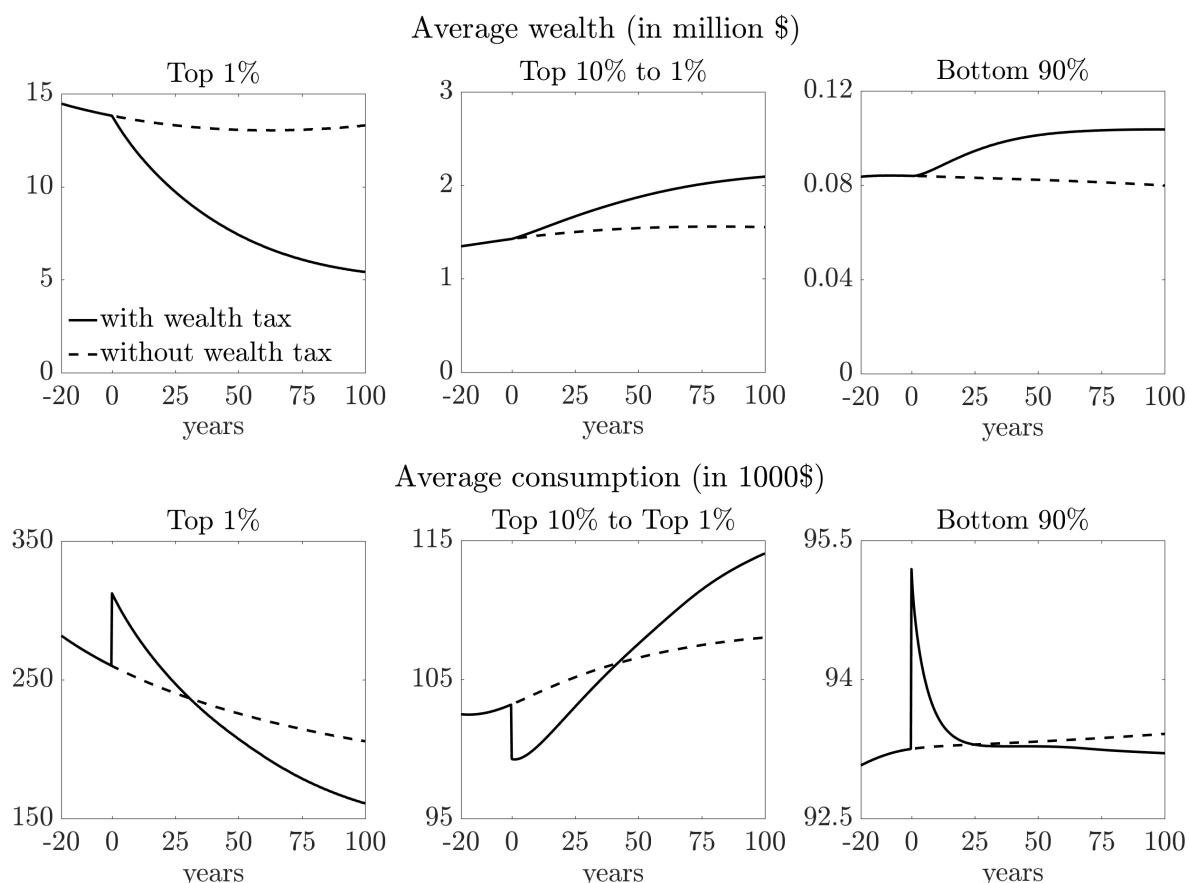 Average wealth (in million $)
Top 1%
Top 10% to 1%
Bottom 90%
15
10
5
0
with wealth tax
without wealth tax
-20 0 25 50 75 100
years
3
2
1
0
-20 0 25 50 75 100
years
0.12
0.08
0.04
0
-20 0 25 50 75 100
years
Average consumption (in 1000$)
Top 1%
Top 10% to Top 1%
Bottom 90%
350
250
150
-20 0 25 50 75 100
years
115
105
95
-20 0 25 50 75 100
years
95.5
94
92.5
-20 0 25 50 75 100
years